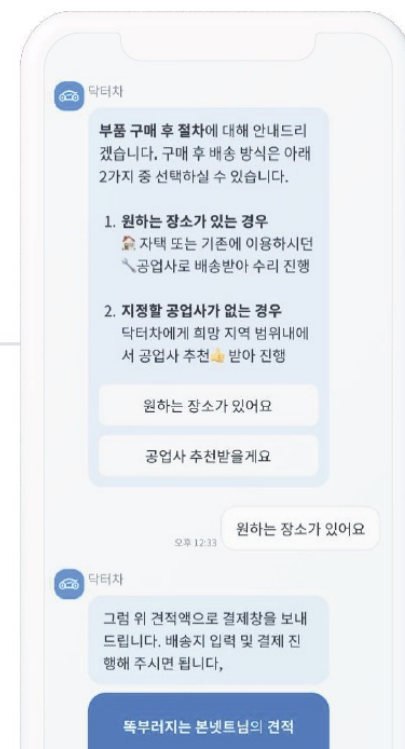 닥터차
부품 구매 후 절차에 대해 안내드리
겠습니다. 구매 후 배송 방식은 아래
2가지 중 선택하실 수 있습니다.
1. 원하는 장소가 있는 경우
🏠 자택 또는 기존에 이용하시던
🔧공업사로 배송받아 수리 진행
2. 지정할 공업사가 없는 경우
닥터차에게 희망 지역 범위내에
서 공업사 추천👍 받아 진행
원하는 장소가 있어요
공업사 추천받을게요
원하는 장소가 있어요
오후 12:33
닥터차
그럼 위 견적액으로 결제창을 보내
드립니다. 배송지 입력 및 결제 진
행해 주시면 됩니다,
똑부러지는 본넷트님의 견적